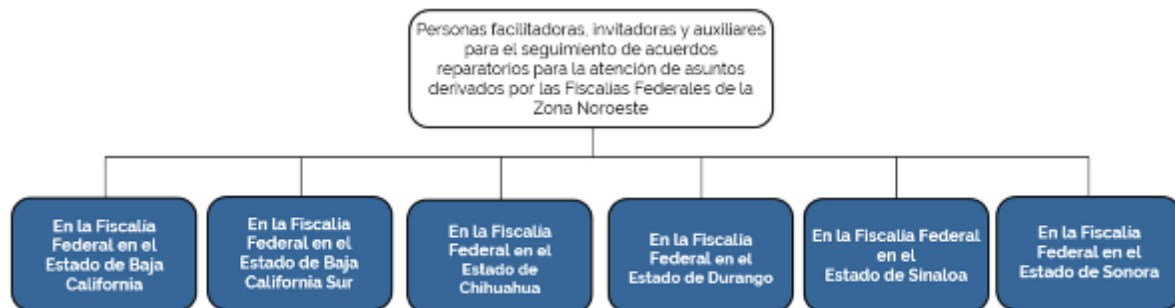 Personas facilitadoras, invitadoras y auxiliares
para el seguimiento de acuerdos
reparatorios para la atención de asuntos
derivados por las Fiscalías Federales de la
Zona Noroeste
En la Fiscalía
Federal en el
Estado de Baja
California
En la Fiscalía
Federal en el
Estado de Baja
California Sur
En la Fiscalía
Federal en el
Estado de
Chihuahua
En la Fiscalía
Federal en el
Estado de Durango
En la Fiscalía Federal
en el
Estado de Sinaloa
En la Fiscalía
Federal en el
Estado de Sonora